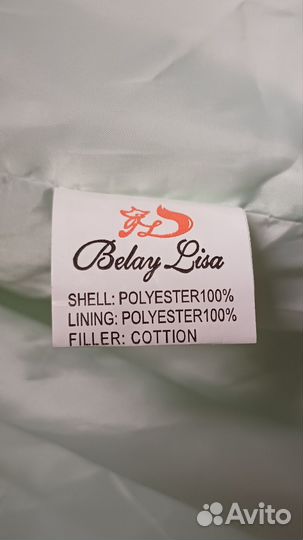 Belay Lisa
SHELL: POLYESTER100%
LINING: POLYESTER100%
FILLER: COTTION
Avito